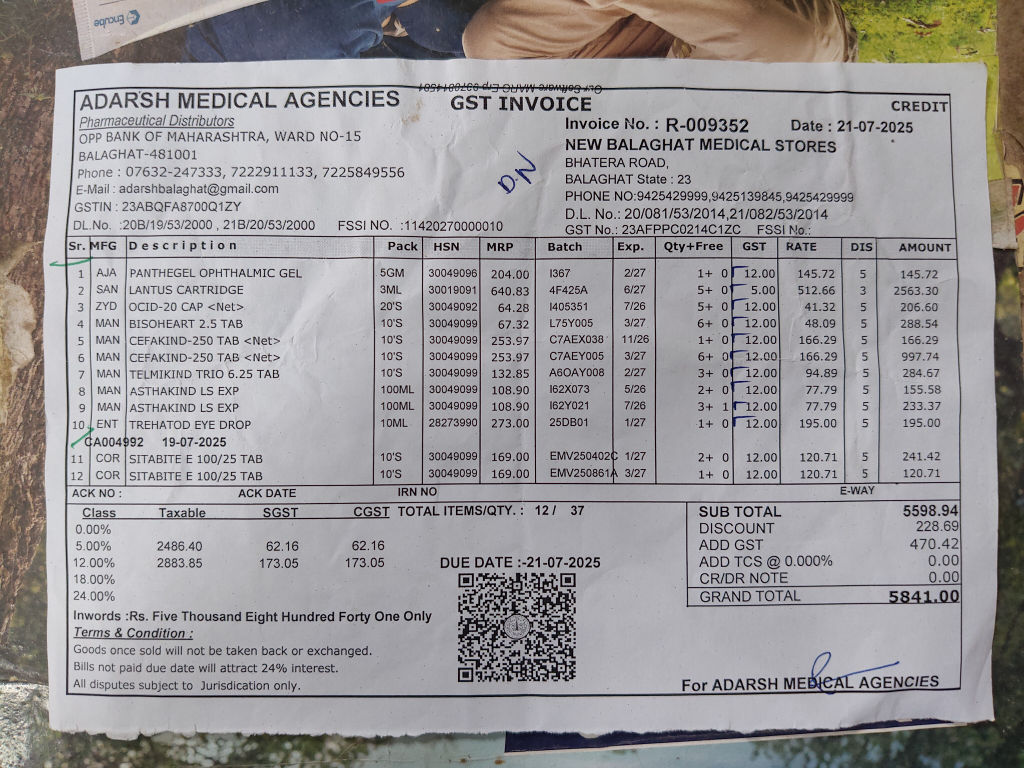 Encube
Our Software MARG Erp 8378814581
ADARSH MEDICAL AGENCIES
GST INVOICE
CREDIT
Pharmaceutical Distributors
OPP BANK OF MAHARASHTRA, WARD NO-15
BALAGHAT-481001
Phone : 07632-247333, 7222911133, 7225849556
E-Mail : adarshbalaghat@gmail.com
GSTIN : 23ABQFA8700Q1ZY
DL.No. :20B/19/53/2000 , 21B/20/53/2000 FSSI NO. :11420270000010
D.N
Invoice No. : R-009352 Date : 21-07-2025
NEW BALAGHAT MEDICAL STORES
BHATERA ROAD,
BALAGHAT State : 23
PHONE NO:9425429999,9425139845,9425429999
D.L. No.: 20/081/53/2014,21/082/53/2014
GST No.: 23AFPPC0214C1ZC FSSi No.:
Sr. MFG Description Pack HSN MRP Batch Exp. Qty+Free GST RATE DIS AMOUNT
1 AJA PANTHEGEL OPHTHALMIC GEL 5GM 30049096 204.00 I367 2/27 1+ 0 12.00 145.72 5 145.72
2 SAN LANTUS CARTRIDGE 3ML 30019091 640.83 4F425A 6/27 5+ 0 5.00 512.66 3 2563.30
3 ZYD OCID-20 CAP <Net> 20'S 30049092 64.28 I405351 7/26 5+ 0 12.00 41.32 5 206.60
4 MAN BISOHEART 2.5 TAB 10'S 30049099 67.32 L75Y005 3/27 6+ 0 12.00 48.09 5 288.54
5 MAN CEFAKIND-250 TAB <Net> 10'S 30049099 253.97 C7AEX038 11/26 1+ 0 12.00 166.29 5 166.29
6 MAN CEFAKIND-250 TAB <Net> 10'S 30049099 253.97 C7AEY005 3/27 6+ 0 12.00 166.29 5 997.74
7 MAN TELMIKIND TRIO 6.25 TAB 10'S 30049099 132.85 A6OAY008 2/27 3+ 0 12.00 94.89 5 284.67
8 MAN ASTHAKIND LS EXP 100ML 30049099 108.90 I62X073 5/26 2+ 0 12.00 77.79 5 155.58
9 MAN ASTHAKIND LS EXP 100ML 30049099 108.90 I62Y021 7/26 3+ 1 12.00 77.79 5 233.37
10 ENT TREHATOD EYE DROP 10ML 28273990 273.00 25DB01 1/27 1+ 0 12.00 195.00 5 195.00
CA004992 19-07-2025
11 COR SITABITE E 100/25 TAB 10'S 30049099 169.00 EMV250402C 1/27 2+ 0 12.00 120.71 5 241.42
12 COR SITABITE E 100/25 TAB 10'S 30049099 169.00 EMV250861A 3/27 1+ 0 12.00 120.71 5 120.71
ACK NO : ACK DATE IRN NO E-WAY
Class Taxable SGST CGST TOTAL ITEMS/QTY. : 12 / 37
0.00%
5.00% 2486.40 62.16 62.16
12.00% 2883.85 173.05 173.05
18.00%
24.00%
DUE DATE :-21-07-2025
SUB TOTAL 5598.94
DISCOUNT 228.69
ADD GST 470.42
ADD TCS @ 0.000% 0.00
CR/DR NOTE 0.00
GRAND TOTAL 5841.00
Inwords :Rs. Five Thousand Eight Hundred Forty One Only
Terms & Condition :
Goods once sold will not be taken back or exchanged.
Bills not paid due date will attract 24% interest.
All disputes subject to Jurisdication only.
For ADARSH MEDICAL AGENCIES